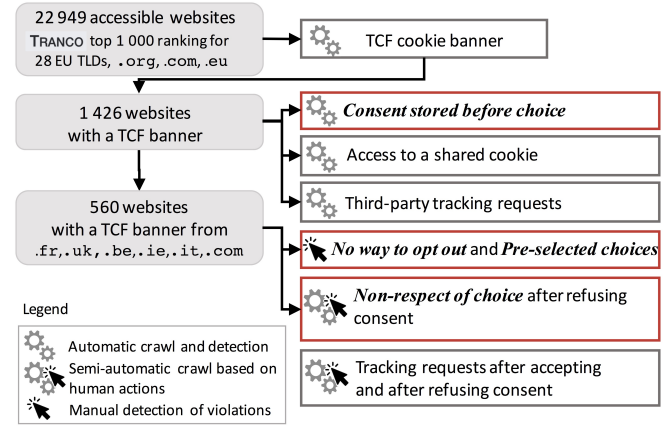 22 949 accessible websites
TRANCO top 1 000 ranking for
28 EU TLDs, .org, .com, .eu
TCF cookie banner
1 426 websites
with a TCF banner
Consent stored before choice
Access to a shared cookie
Third-party tracking requests
560 websites
with a TCF banner from
.fr,.uk,.be,.ie,.it,.com
No way to opt out and Pre-selected choices
Non-respect of choice after refusing
consent
Tracking requests after accepting
and after refusing consent
Legend
Automatic crawl and detection
Semi-automatic crawl based on
human actions
Manual detection of violations